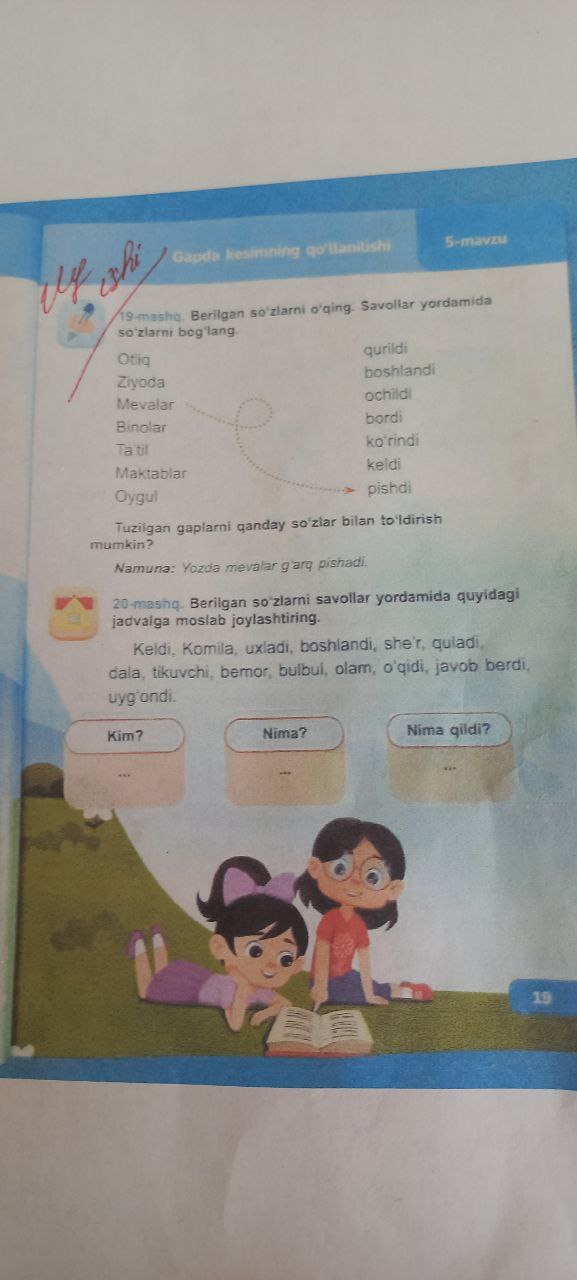 Uy ishi
Gapda kesimning qo'llanilishi
5-mavzu
19-mashq. Berilgan so'zlarni o'qing. Savollar yordamida
so'zlarni bog'lang.
Otliq
Ziyoda
Mevalar
Binolar
Ta'til
Maktablar
Oygul
qurildi
boshlandi
ochildi
bordi
ko'rindi
keldi
pishdi
Tuzilgan gaplarni qanday so'zlar bilan to'ldirish
mumkin?
Namuna: Yozda mevalar g'arq pishadi.
20-mashq. Berilgan so'zlarni savollar yordamida quyidagi
jadvalga moslab joylashtiring.
Keldi, Komila, uxladi, boshlandi, she'r, quladi,
dala, tikuvchi, bemor, bulbul, olam, o'qidi, javob berdi,
uyg'ondi.
Kim?
...
Nima?
...
Nima qildi?
...
19